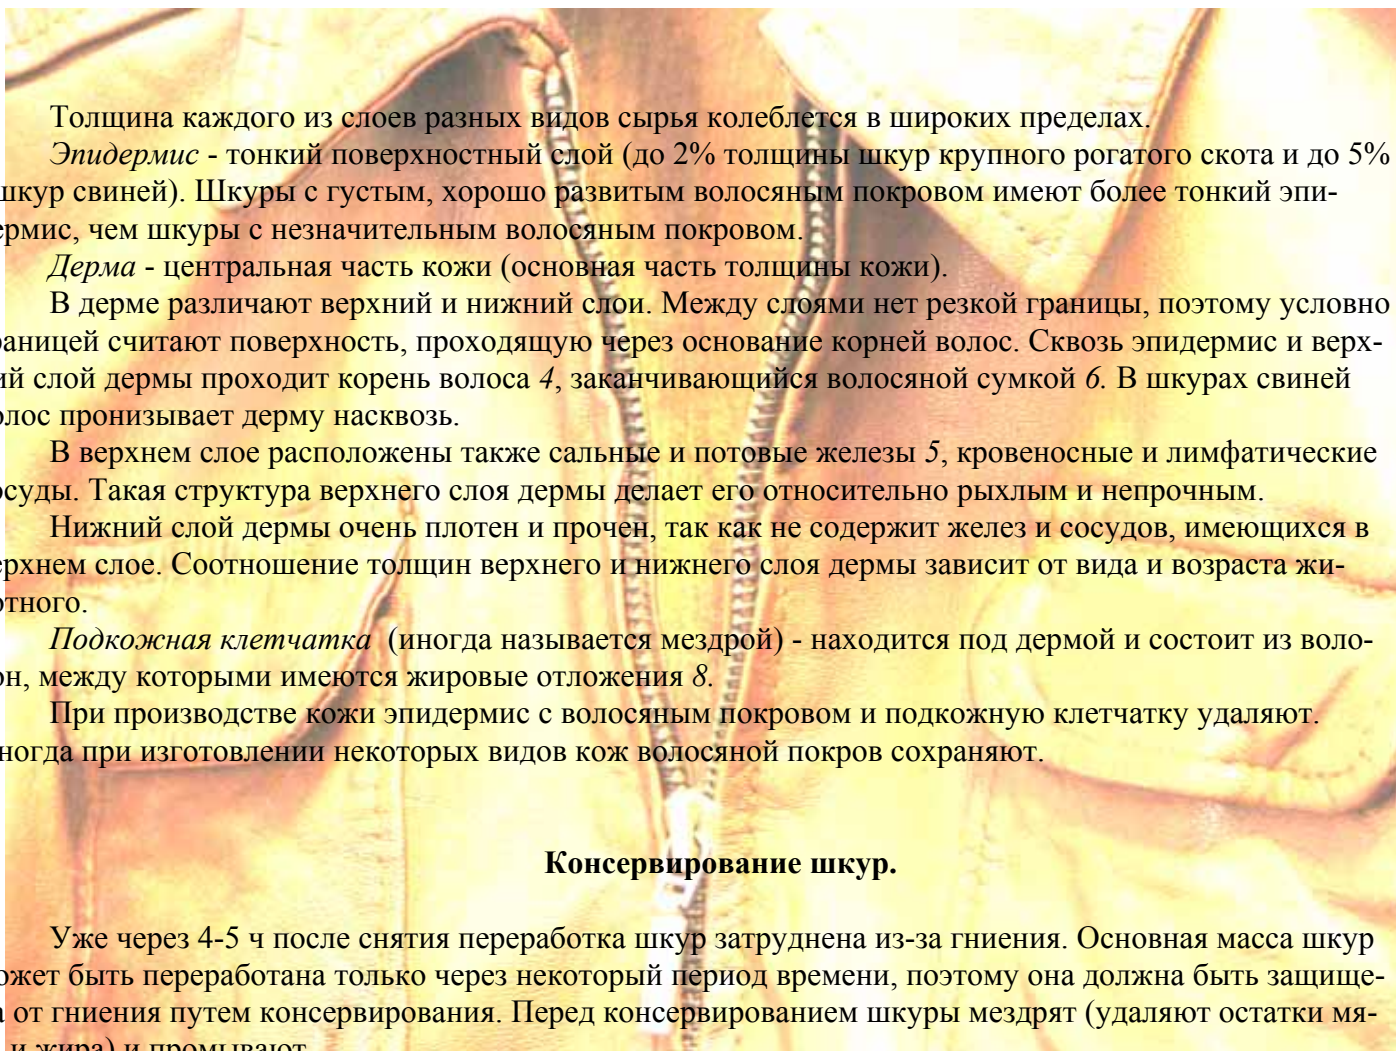 Толщина каждого из слоев разных видов сырья колеблется в широких пределах.
Эпидермис - тонкий поверхностный слой (до 2% толщины шкур крупного рогатого скота и до 5%
шкур свиней). Шкуры с густым, хорошо развитым волосяным покровом имеют более тонкий эпи-
ермис, чем шкуры с незначительным волосяным покровом.
Дерма - центральная часть кожи (основная часть толщины кожи).
В дерме различают верхний и нижний слои. Между слоями нет резкой границы, поэтому условно
раницей считают поверхность, проходящую через основание корней волос. Сквозь эпидермис и верх-
ий слой дермы проходит корень волоса 4, заканчивающийся волосяной сумкой 6. В шкурах свиней
олос пронизывает дерму насквозь.
В верхнем слое расположены также сальные и потовые железы 5, кровеносные и лимфатические
осуды. Такая структура верхнего слоя дермы делает его относительно рыхлым и непрочным.
Нижний слой дермы очень плотен и прочен, так как не содержит желез и сосудов, имеющихся в
ерхнем слое. Соотношение толщин верхнего и нижнего слоя дермы зависит от вида и возраста жи-
отного.
Подкожная клетчатка (иногда называется мездрой) - находится под дермой и состоит из воло-
он, между которыми имеются жировые отложения 8.
При производстве кожи эпидермис с волосяным покровом и подкожную клетчатку удаляют.
ногда при изготовлении некоторых видов кож волосяной покров сохраняют.
Консервирование шкур.
Уже через 4-5 ч после снятия переработка шкур затруднена из-за гниения. Основная масса шкур
ожет быть переработана только через некоторый период времени, поэтому она должна быть защище-
а от гниения путем консервирования. Перед консервированием шкуры мездрят (удаляют остатки мя-
и жира) и промывают.